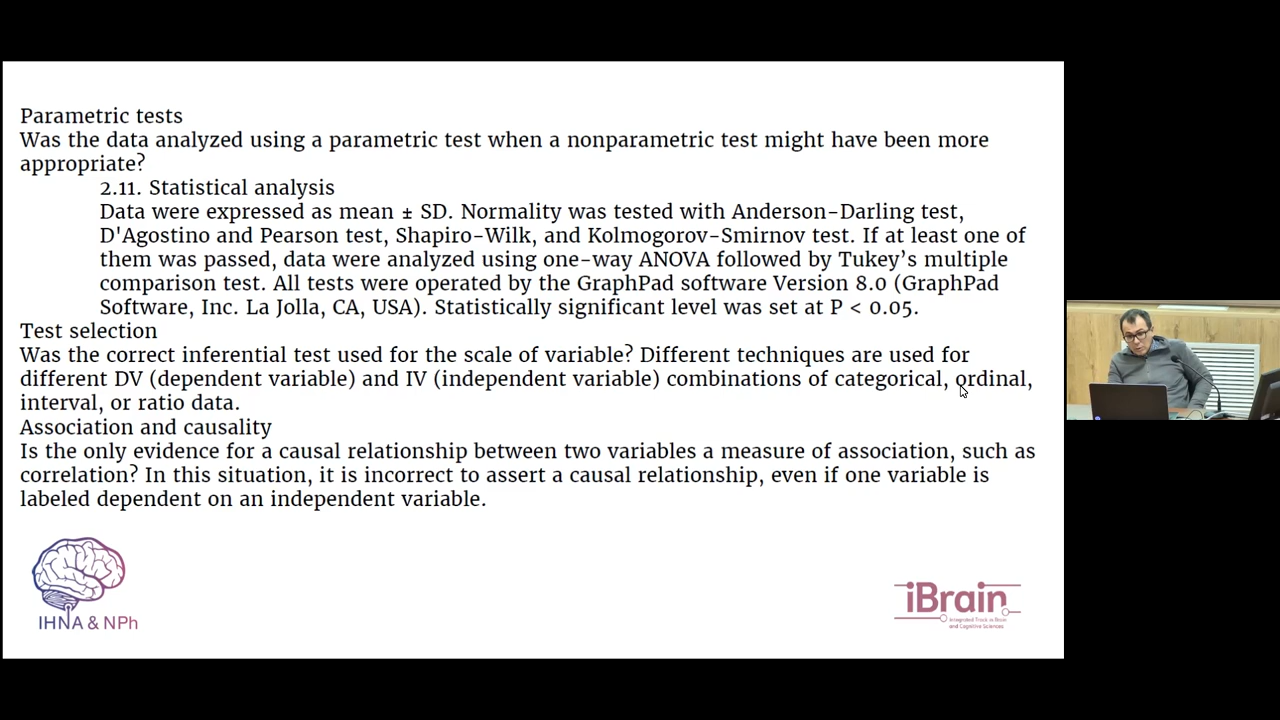 Parametric tests
Was the data analyzed using a parametric test when a nonparametric test might have been more
appropriate?
2.11. Statistical analysis
Data were expressed as mean ± SD. Normality was tested with Anderson-Darling test,
D'Agostino and Pearson test, Shapiro-Wilk, and Kolmogorov-Smirnov test. If at least one of
them was passed, data were analyzed using one-way ANOVA followed by Tukey's multiple
comparison test. All tests were operated by the GraphPad software Version 8.0 (GraphPad
Software, Inc. La Jolla, CA, USA). Statistically significant level was set at P < 0.05.
Test selection
Was the correct inferential test used for the scale of variable? Different techniques are used for
different DV (dependent variable) and IV (independent variable) combinations of categorical, ordinal,
interval, or ratio data.
Association and causality
Is the only evidence for a causal relationship between two variables a measure of association, such as
correlation? In this situation, it is incorrect to assert a causal relationship, even if one variable is
labeled dependent on an independent variable.
IHNA & NPh
iBrain
Integrated Track in Brain
and Cognitive Sciences